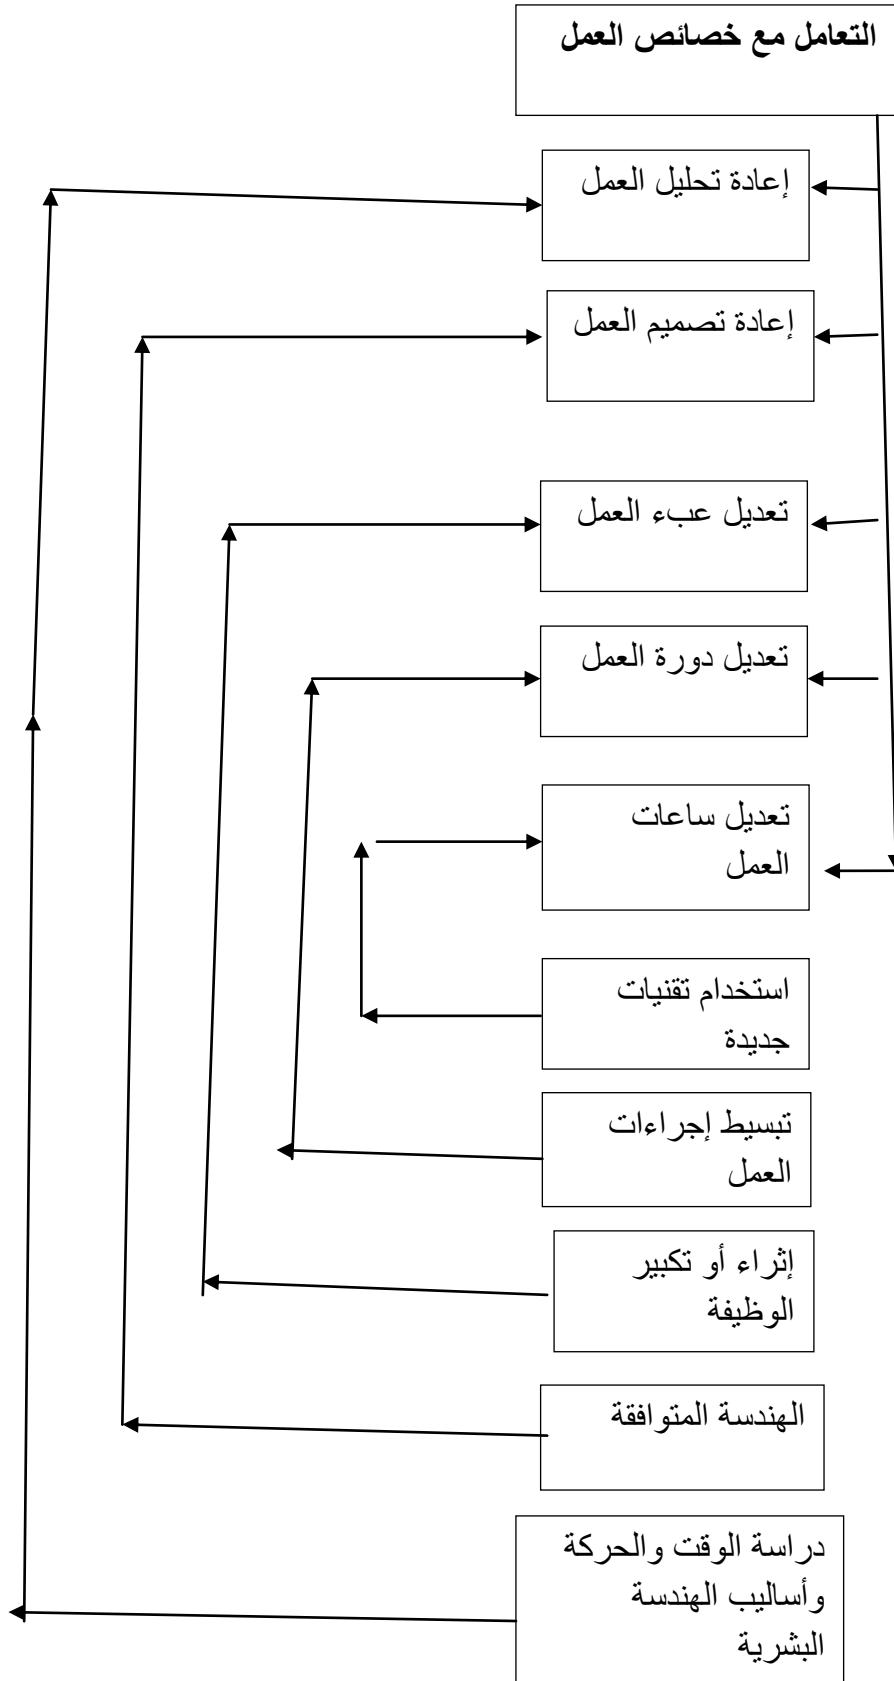 التعامل مع خصائص العمل
إعادة تحليل العمل
إعادة تصميم العمل
تعديل عبء العمل
تعديل دورة العمل
تعديل ساعات
العمل
استخدام تقنيات
جديدة
تبسيط إجراءات
العمل
إثراء أو تكبير
الوظيفة
الهندسة المتوافقة
دراسة الوقت والحركة
وأساليب الهندسة
البشرية